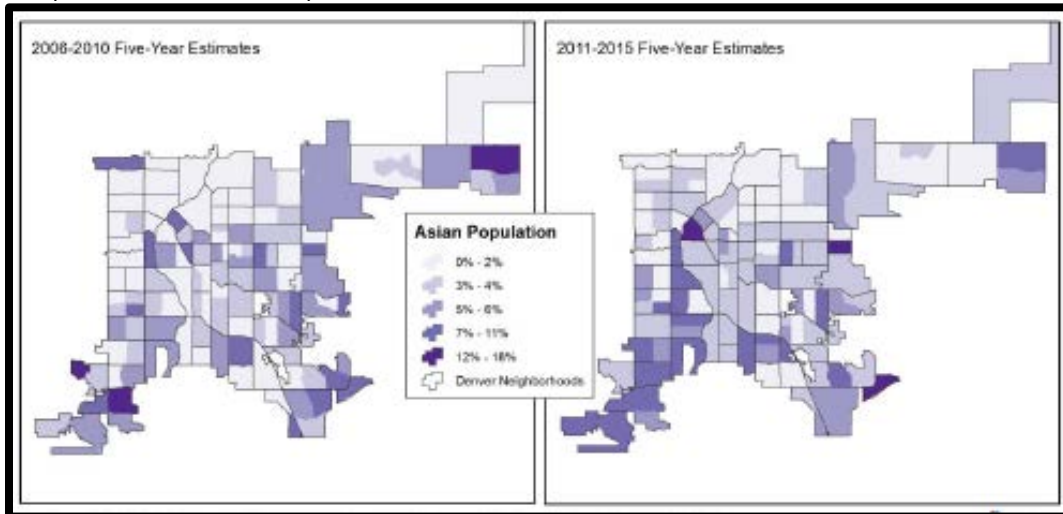 2006-2010 Five-Year Estimates
2011-2015 Five-Year Estimates
Asian Population
0% - 2%
3% - 4%
5% - 6%
7% - 11%
12% - 18%
Denver Neighborhoods